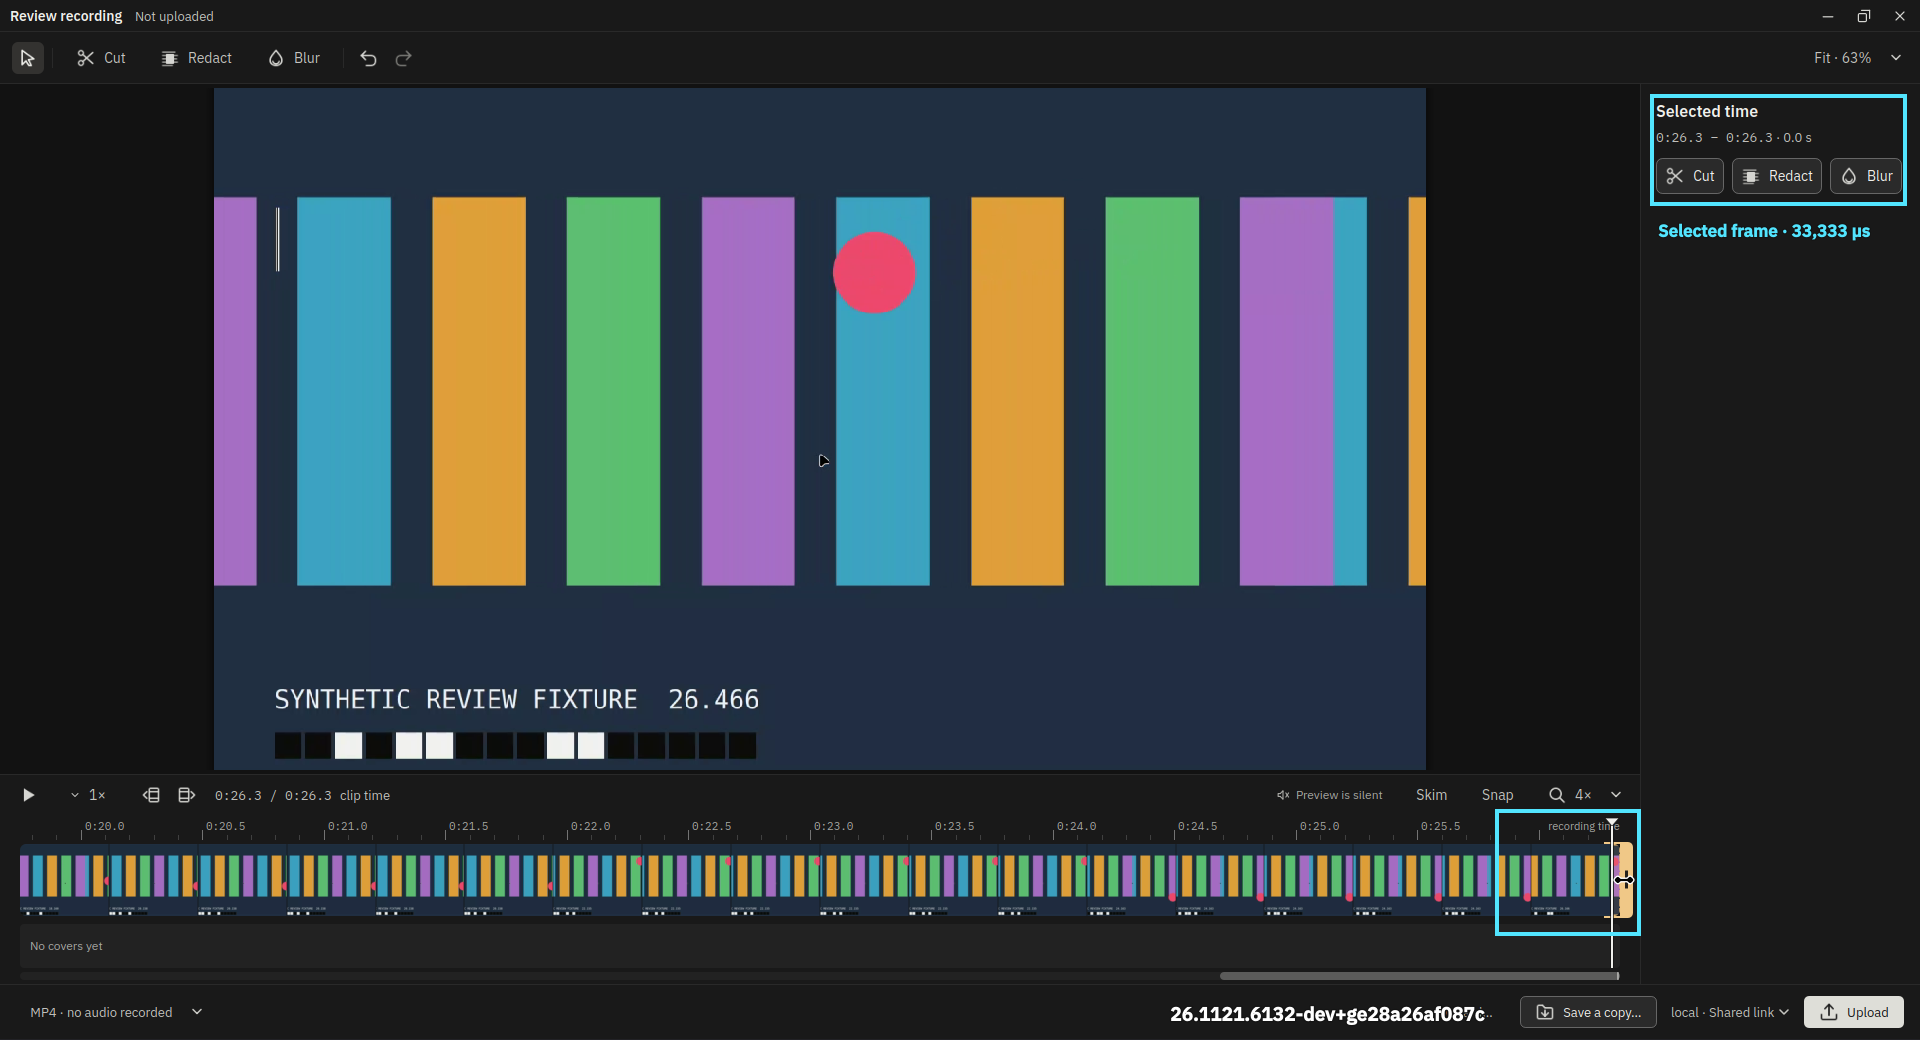 Review recording Not uploaded
Cut Redact Blur Fit · 63%
Selected time
0:26.3 – 0:26.3 · 0.0 s
Cut Redact Blur
Selected frame · 33,333 µs
SYNTHETIC REVIEW FIXTURE 26.466
1× 0:26.3 / 0:26.3 clip time Preview is silent Skim Snap 4×
0:20.0 0:20.5 0:21.0 0:21.5 0:22.0 0:22.5 0:23.0 0:23.5 0:24.0 0:24.5 0:25.0 0:25.5 recording time
No covers yet
MP4 · no audio recorded 26.1121.6132-dev+ge28a26af087c Save a copy... local · Shared link Upload